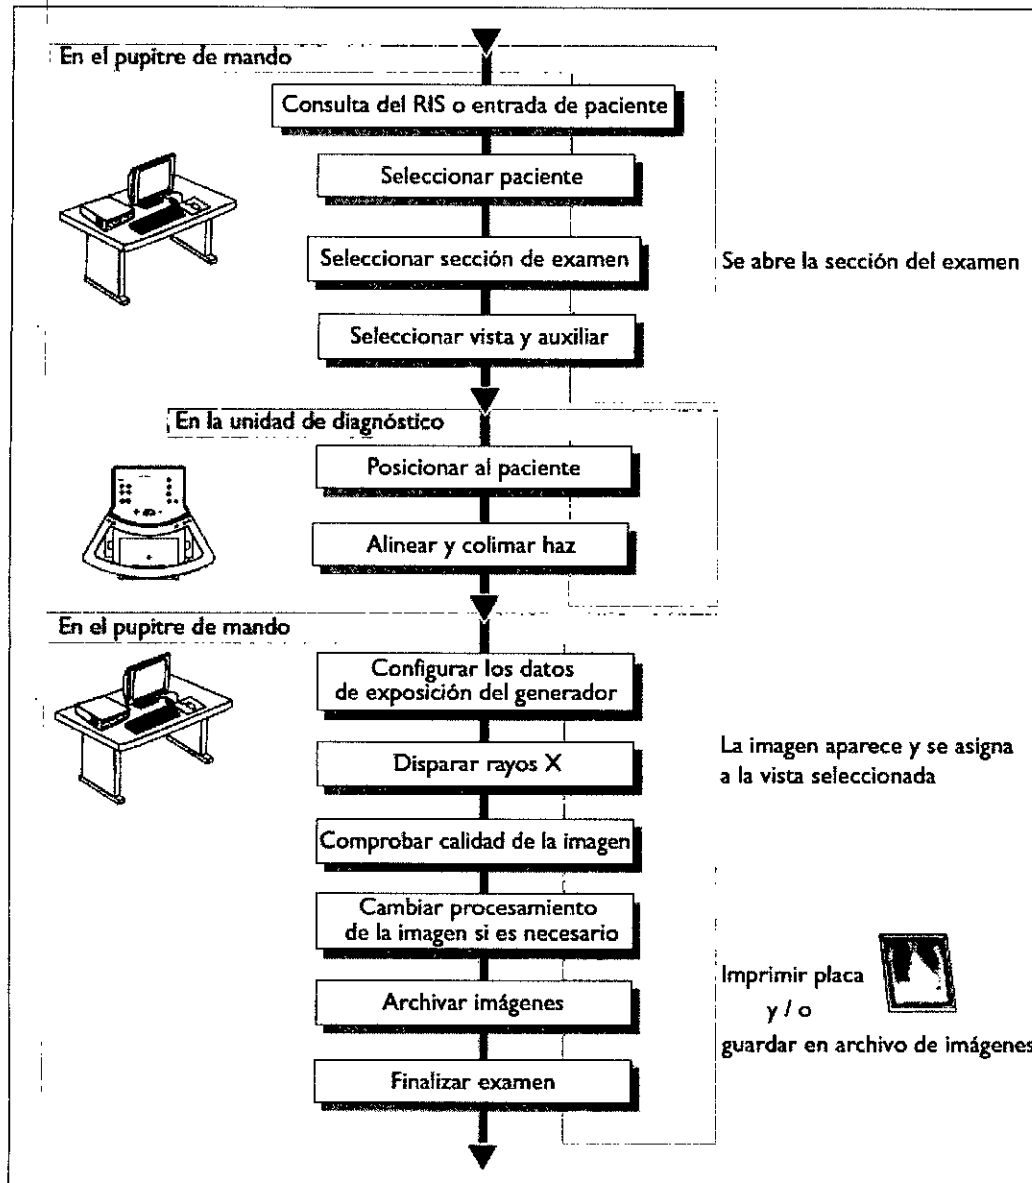 En el pupitre de mando
Consulta del RIS o entrada de paciente
Seleccionar paciente
Seleccionar sección de examen
Se abre la sección del examen
Seleccionar vista y auxiliar
En la unidad de diagnóstico
Posicionar al paciente
Alinear y colimar haz
En el pupitre de mando
Configurar los datos
de exposición del generador
Disparar rayos X
La imagen aparece y se asigna
a la vista seleccionada
Comprobar calidad de la imagen
Cambiar procesamiento
de la imagen si es necesario
Archivar imágenes
Imprimir placa
y / o
guardar en archivo de imágenes
Finalizar examen